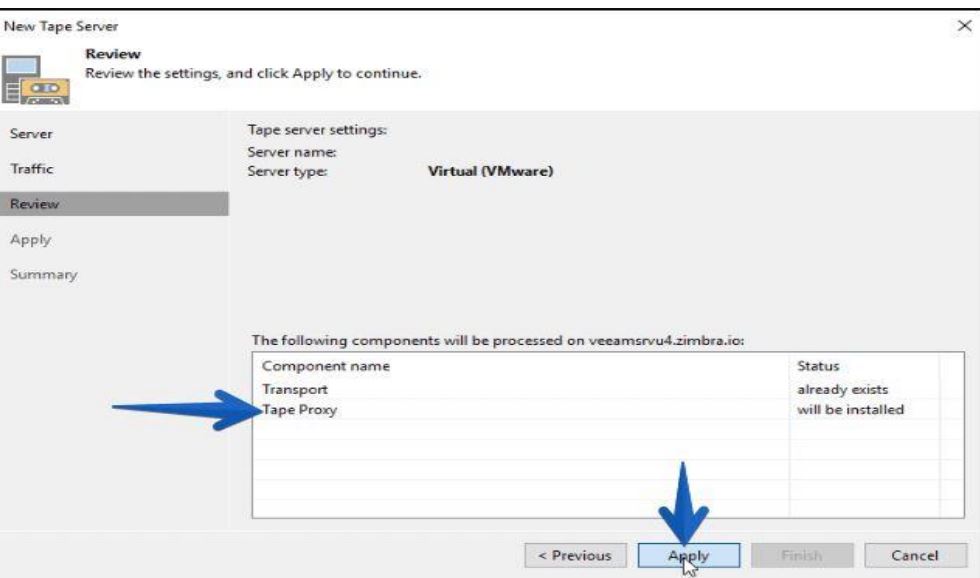 New Tape Server
Review
Review the settings, and click Apply to continue.
Server
Traffic
Review
Apply
Summary
Tape server settings:
Server name:
Server type: Virtual (VMware)
The following components will be processed on veeamsrvu4.zimbra.io:
Component name Status
Transport already exists
Tape Proxy will be installed
< Previous Apply Finish Cancel